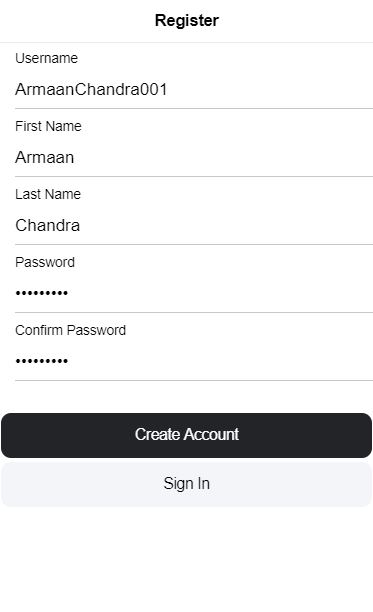 Register
Username
ArmaanChandra001
First Name
Armaan
Last Name
Chandra
Password
•••••••••
Confirm Password
•••••••••
Create Account
Sign In